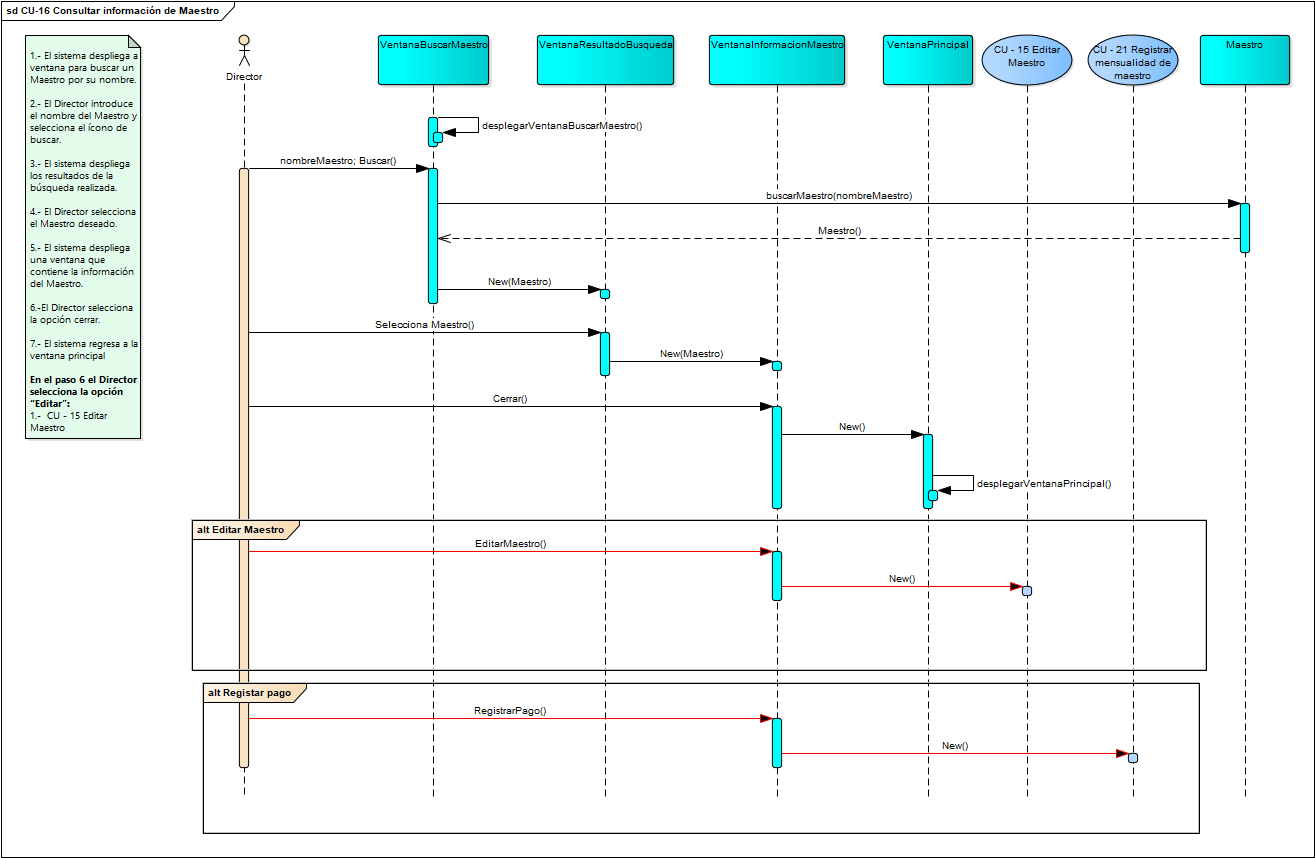 sd CU-16 Consultar información de Maestro
1.- El sistema despliega a
ventana para buscar un
Maestro por su nombre.
2.- El Director introduce
el nombre del Maestro y
selecciona el ícono de
buscar.
3.- El sistema despliega
los resultados de la
búsqueda realizada.
4.- El Director selecciona
el Maestro deseado.
5.- El sistema despliega
una ventana que
contiene la información
del Maestro.
6.-El Director selecciona
la opción cerrar.
7.- El sistema regresa a la
ventana principal
En el paso 6 el Director
selecciona la opción
“Editar”:
1.- CU - 15 Editar
Maestro
Director
VentanaBuscarMaestro
VentanaResultadoBusqueda
VentanaInformacionMaestro
VentanaPrincipal
CU - 15 Editar
Maestro
CU - 21 Registrar
mensualidad de
maestro
Maestro
desplegarVentanaBuscarMaestro()
nombreMaestro; Buscar()
buscarMaestro(nombreMaestro)
Maestro()
New(Maestro)
Selecciona Maestro()
New(Maestro)
Cerrar()
New()
desplegarVentanaPrincipal()
alt Editar Maestro
EditarMaestro()
New()
alt Registar pago
RegistrarPago()
New()